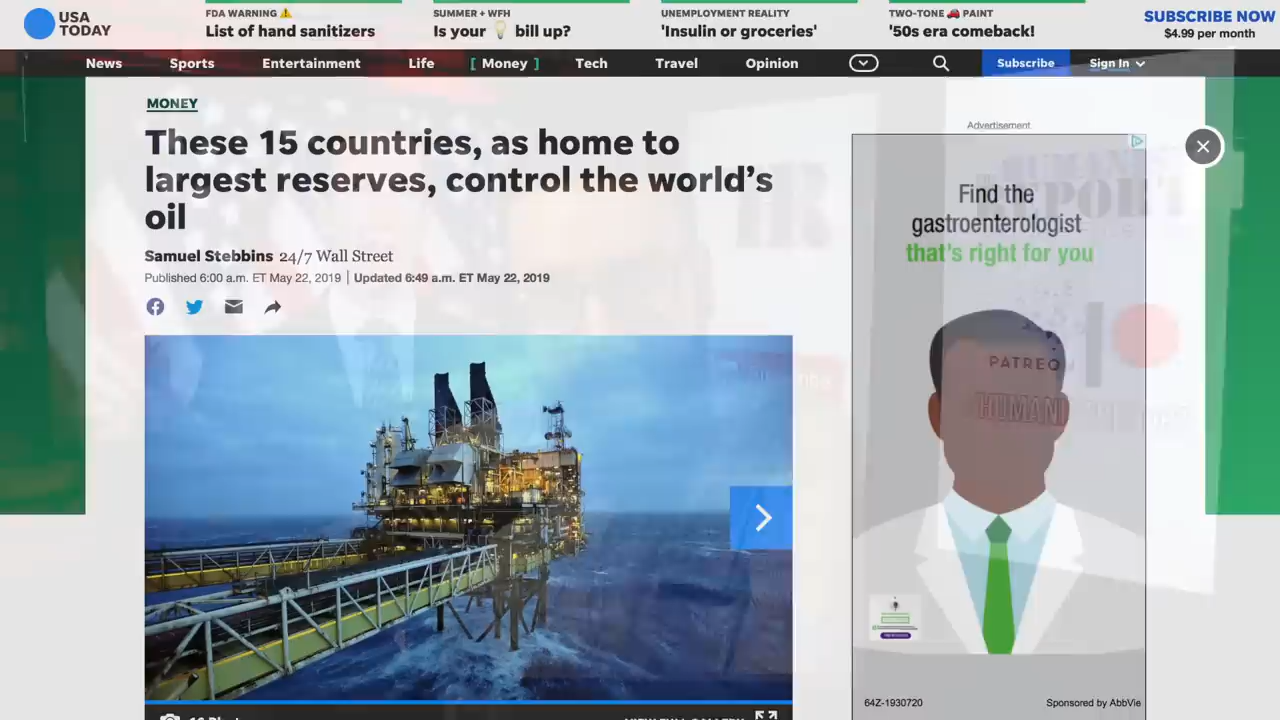 USA
TODAY
FDA WARNING ⚠️
List of hand sanitizers
SUMMER + WFH
Is your 💡 bill up?
UNEMPLOYMENT REALITY
'Insulin or groceries'
TWO-TONE 🚗 PAINT
'50s era comeback!
SUBSCRIBE NOW
$4.99 per month
News Sports Entertainment Life [ Money ] Tech Travel Opinion Subscribe Sign In
MONEY
These 15 countries, as home to
largest reserves, control the world's
oil
Samuel Stebbins 24/7 Wall Street
Published 6:00 a.m. ET May 22, 2019 | Updated 6:49 a.m. ET May 22, 2019
Advertisement
Find the
gastroenterologist
that's right for you
PATREO
HUMAN
64Z-1930720
Sponsored by AbbVie